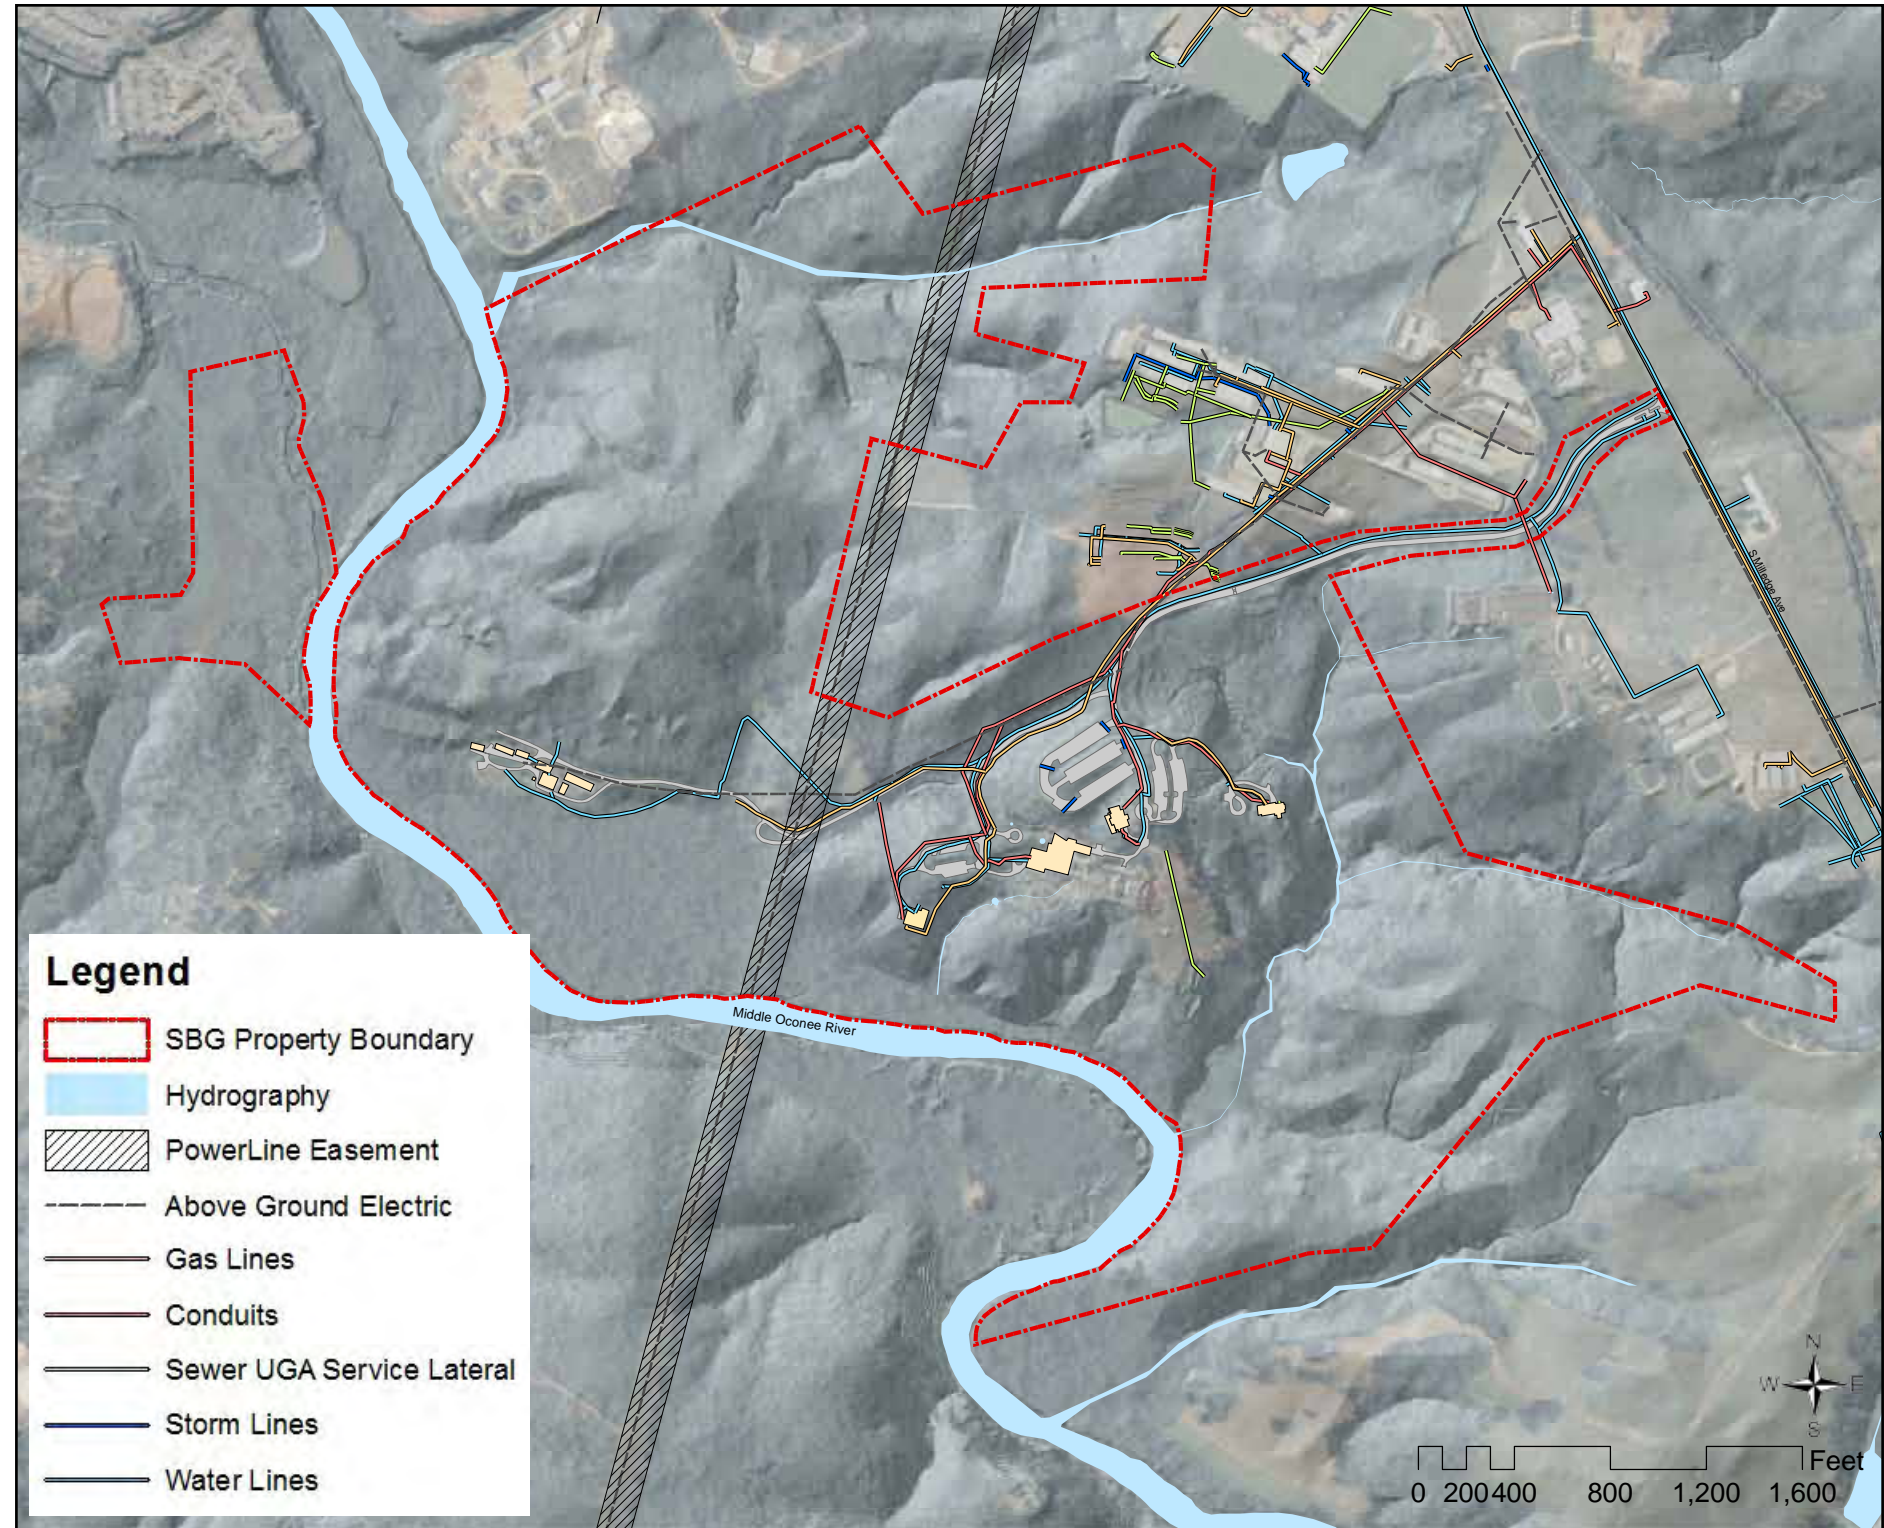 S Milledge Ave
Middle Oconee River
Legend
SBG Property Boundary
Hydrography
PowerLine Easement
Above Ground Electric
Gas Lines
Conduits
Sewer UGA Service Lateral
Storm Lines
Water Lines
N
W E
S
Feet
0 200 400 800 1,200 1,600